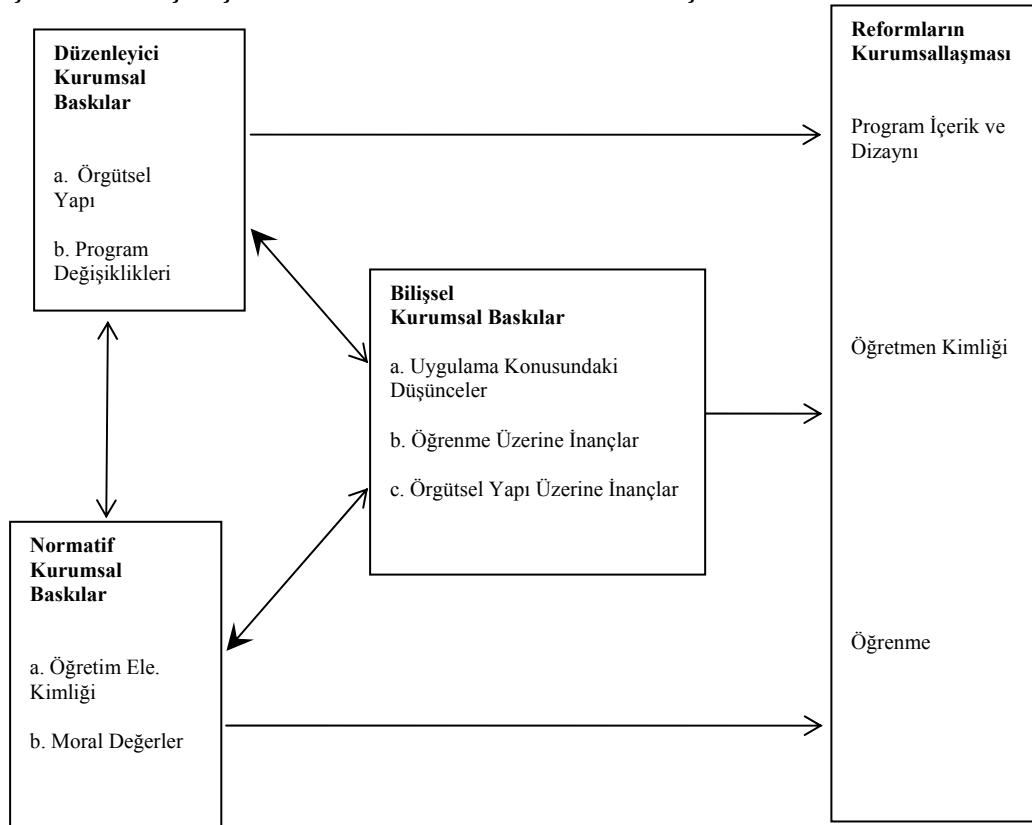 Düzenleyici
Kurumsal
Baskılar
a. Örgütsel
Yapı
b. Program
Değişiklikleri
Normatif
Kurumsal
Baskılar
a. Öğretim Ele.
Kimliği
b. Moral Değerler
Bilişsel
Kurumsal Baskılar
a. Uygulama Konusundaki
Düşünceler
b. Öğrenme Üzerine İnançlar
c. Örgütsel Yapı Üzerine İnançlar
Reformların
Kurumsallaşması
Program İçerik ve
Dizaynı
Öğretmen Kimliği
Öğrenme